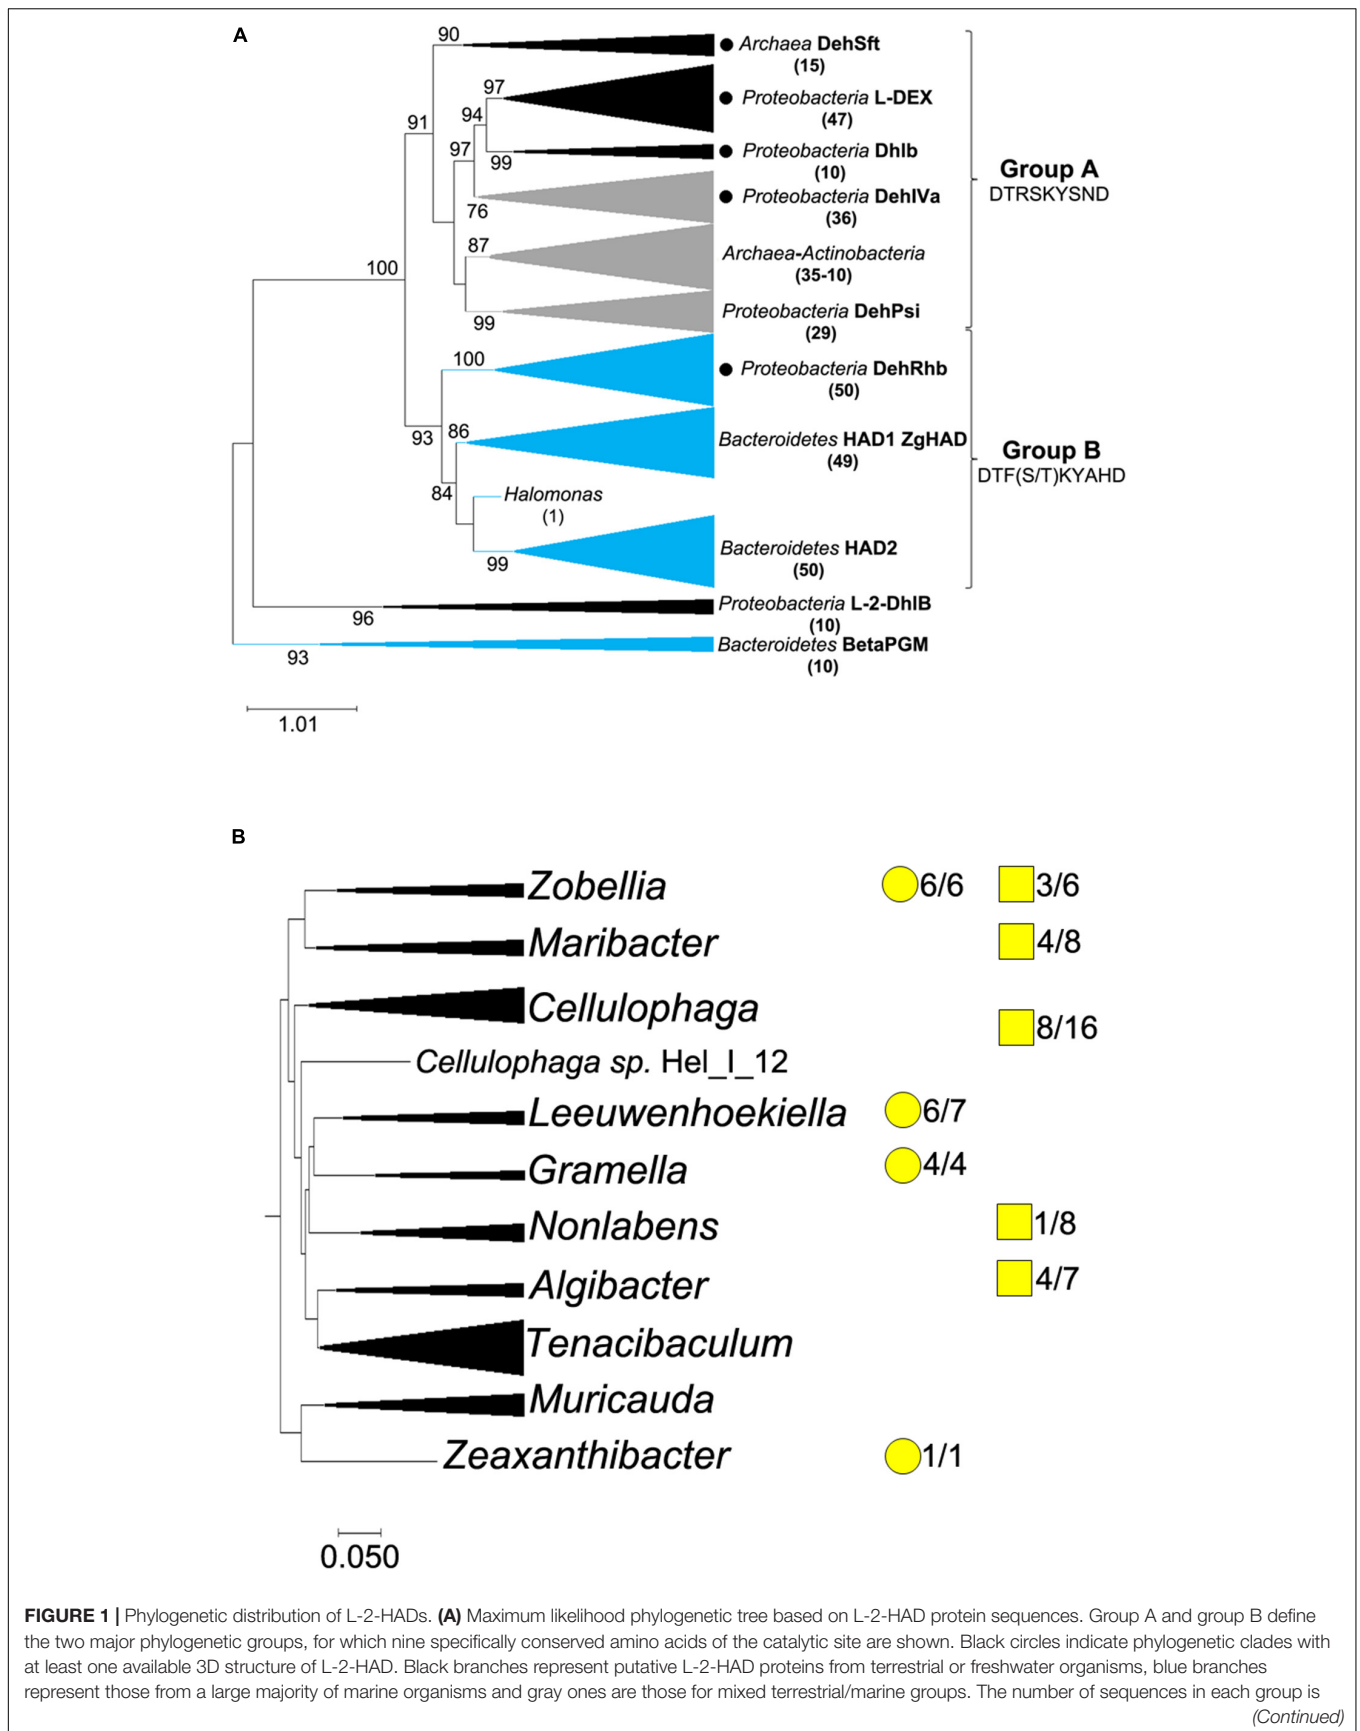 A
90
Archaea DehSft
(15)
97
Proteobacteria L-DEX
(47)
94
91
97
99
Proteobacteria Dhlb
(10)
Group A
DTRSKYSND
76
Proteobacteria DehIVa
(36)
87
Archaea-Actinobacteria
(35-10)
100
99
Proteobacteria DehPsi
(29)
100
Proteobacteria DehRhb
(50)
93
86
Bacteroidetes HAD1 ZgHAD
(49)
Group B
DTF(S/T)KYAHD
84
Halomonas
(1)
99
Bacteroidetes HAD2
(50)
96
Proteobacteria L-2-DhlB
(10)
93
Bacteroidetes BetaPGM
(10)
1.01
B
Zobellia 6/6 3/6
Maribacter 4/8
Cellulophaga 8/16
Cellulophaga sp. Hel_I_12
Leeuwenhoekiella 6/7
Gramella 4/4
Nonlabens 1/8
Algibacter 4/7
Tenacibaculum
Muricauda
Zeaxanthibacter 1/1
0.050
FIGURE 1 | Phylogenetic distribution of L-2-HADs. (A) Maximum likelihood phylogenetic tree based on L-2-HAD protein sequences. Group A and group B define
the two major phylogenetic groups, for which nine specifically conserved amino acids of the catalytic site are shown. Black circles indicate phylogenetic clades with
at least one available 3D structure of L-2-HAD. Black branches represent putative L-2-HAD proteins from terrestrial or freshwater organisms, blue branches
represent those from a large majority of marine organisms and gray ones are those for mixed terrestrial/marine groups. The number of sequences in each group is
(Continued)